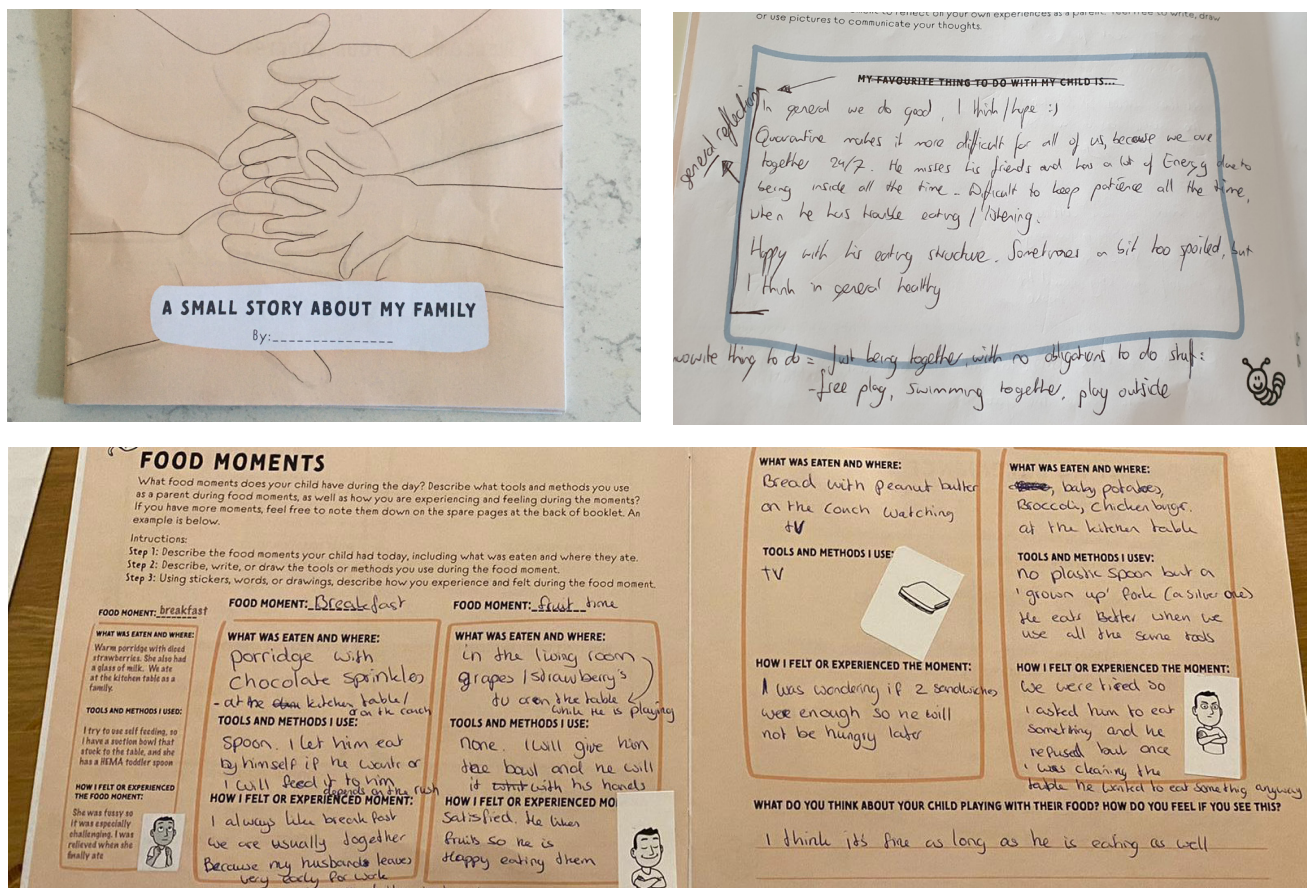 A SMALL STORY ABOUT MY FAMILY
By:_______________
or use pictures to communicate your thoughts.
MY FAVOURITE THING TO DO WITH MY CHILD IS...
general reflection
In general we do good, I think/hope :)
Quarantine makes it more difficult for all of us, because we are
together 24/7. He misses his friends and has a lot of Energy due to
being inside all the time - Difficult to keep patience all the time,
when he has trouble eating / listening.
Happy with his eating structure. Sometimes a bit too spoiled, but
I think in general healthy
thing to do = Just being together, with no obligations to do stuff:
-free play, swimming together, play outside
FOOD MOMENTS
What food moments does your child have during the day? Describe what tools and methods you use
as a parent during food moments, as well as how you are experiencing and feeling during the moments?
If you have more moments, feel free to note them down on the spare pages at the back of booklet. An
example is below.
Intructions:
Step 1: Describe the food moments your child had today, including what was eaten and where they ate.
Step 2: Describe, write, or draw the tools or methods you use during the food moment.
Step 3: Using stickers, words, or drawings, describe how you experience and felt during the food moment.
FOOD MOMENT: breakfast
WHAT WAS EATEN AND WHERE:
Warm porridge with diced
strawberries. She also had
a glass of milk. We ate
at the kitchen table as a
family.
TOOLS AND METHODS I USED:
I try to use self feeding, so
I have a suction bowl that
stuck to the table, and she
has a HEMA toddler spoon
HOW I FELT OR EXPERIENCED
THE FOOD MOMENT:
She was fussy so
it was especially
challenging. I was
relieved when she
finally ate
FOOD MOMENT: Breakfast
WHAT WAS EATEN AND WHERE:
porridge with
chocolate sprinkles
- at the kitchen table/
or on the couch
TOOLS AND METHODS I USE:
Spoon. I let him eat
by himself if he wants or
I will feed it to him
depends on the rush
HOW I FELT OR EXPERIENCED MOMENT:
I always like breakfast
we are usually together
Because my husbands leaves
very early for work
FOOD MOMENT: fruit time
WHAT WAS EATEN AND WHERE:
in the living room
grapes /strawberry's
tv or on the table
while he is playing
TOOLS AND METHODS I USE:
none. I will give him
the bowl and he will
it with his hands
HOW I FELT OR EXPERIENCED MO
Satisfied. He likes
fruits so he is
Happy eating them
WHAT WAS EATEN AND WHERE:
Bread with peanut butter
on the couch watching
tv
TOOLS AND METHODS I USE:
TV
HOW I FELT OR EXPERIENCED THE MOMENT:
I was wondering if 2 sandwiches
were enough so he will
not be hungry later
WHAT WAS EATEN AND WHERE:
baby potatoes,
Broccoli, chicken burger.
at the kitchen table
TOOLS AND METHODS I USEV:
no plastic spoon but a
'grown up' fork (a silver one)
He eats Better when we
use all the same tools
HOW I FELT OR EXPERIENCED THE MOMENT:
we were tired so
I asked him to eat
something and he
refused but once
I was cleaning the
table he wanted to eat something anyway
WHAT DO YOU THINK ABOUT YOUR CHILD PLAYING WITH THEIR FOOD? HOW DO YOU FEEL IF YOU SEE THIS?
I think it's fine as long as he is eating as well